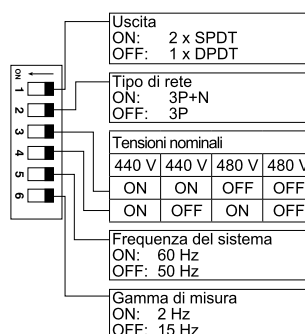 Uscita
ON: 2 x SPDT
OFF: 1 x DPDT
ON
1
2
3
4
5
6
Tipo di rete
ON: 3P+N
OFF: 3P
Tensioni nominali
440 V 440 V 480 V 480 V
ON ON OFF OFF
ON OFF ON OFF
Frequenza del sistema
ON: 60 Hz
OFF: 50 Hz
Gamma di misura
ON: 2 Hz
OFF: 15 Hz